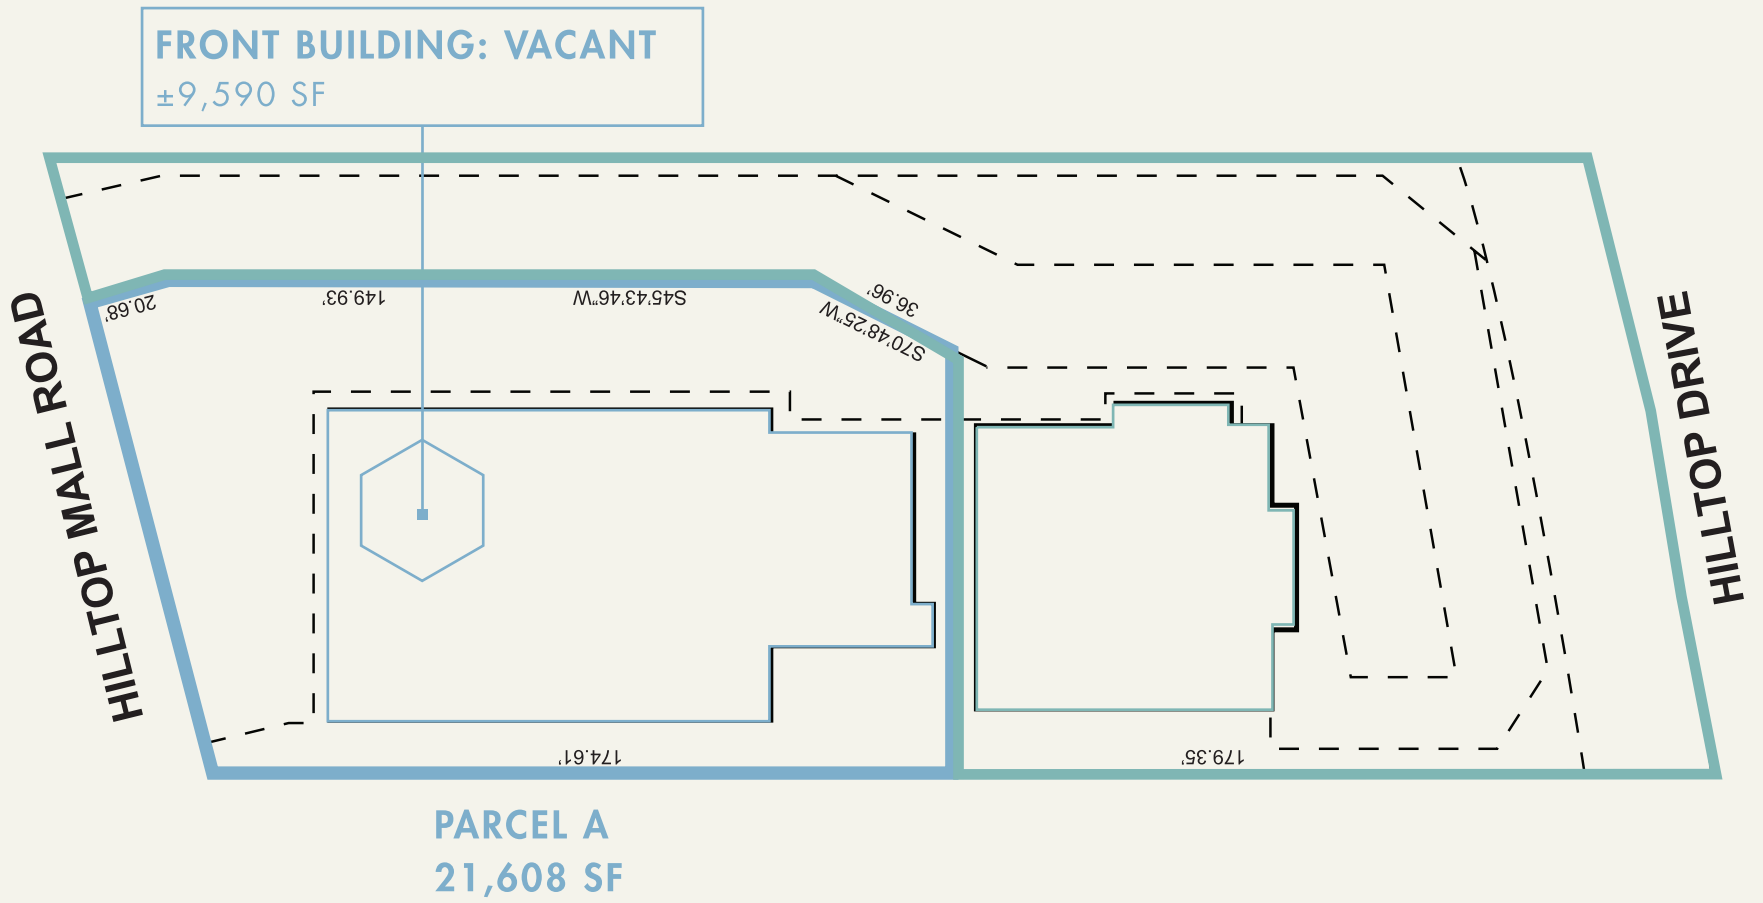 FRONT BUILDING: VACANT
±9,590 SF
20.68'
149.93'
S45°43'46"W
36.96'
S70°48'25"W
HILLTOP MALL ROAD
HILLTOP DRIVE
174.61'
179.35'
PARCEL A
21,608 SF